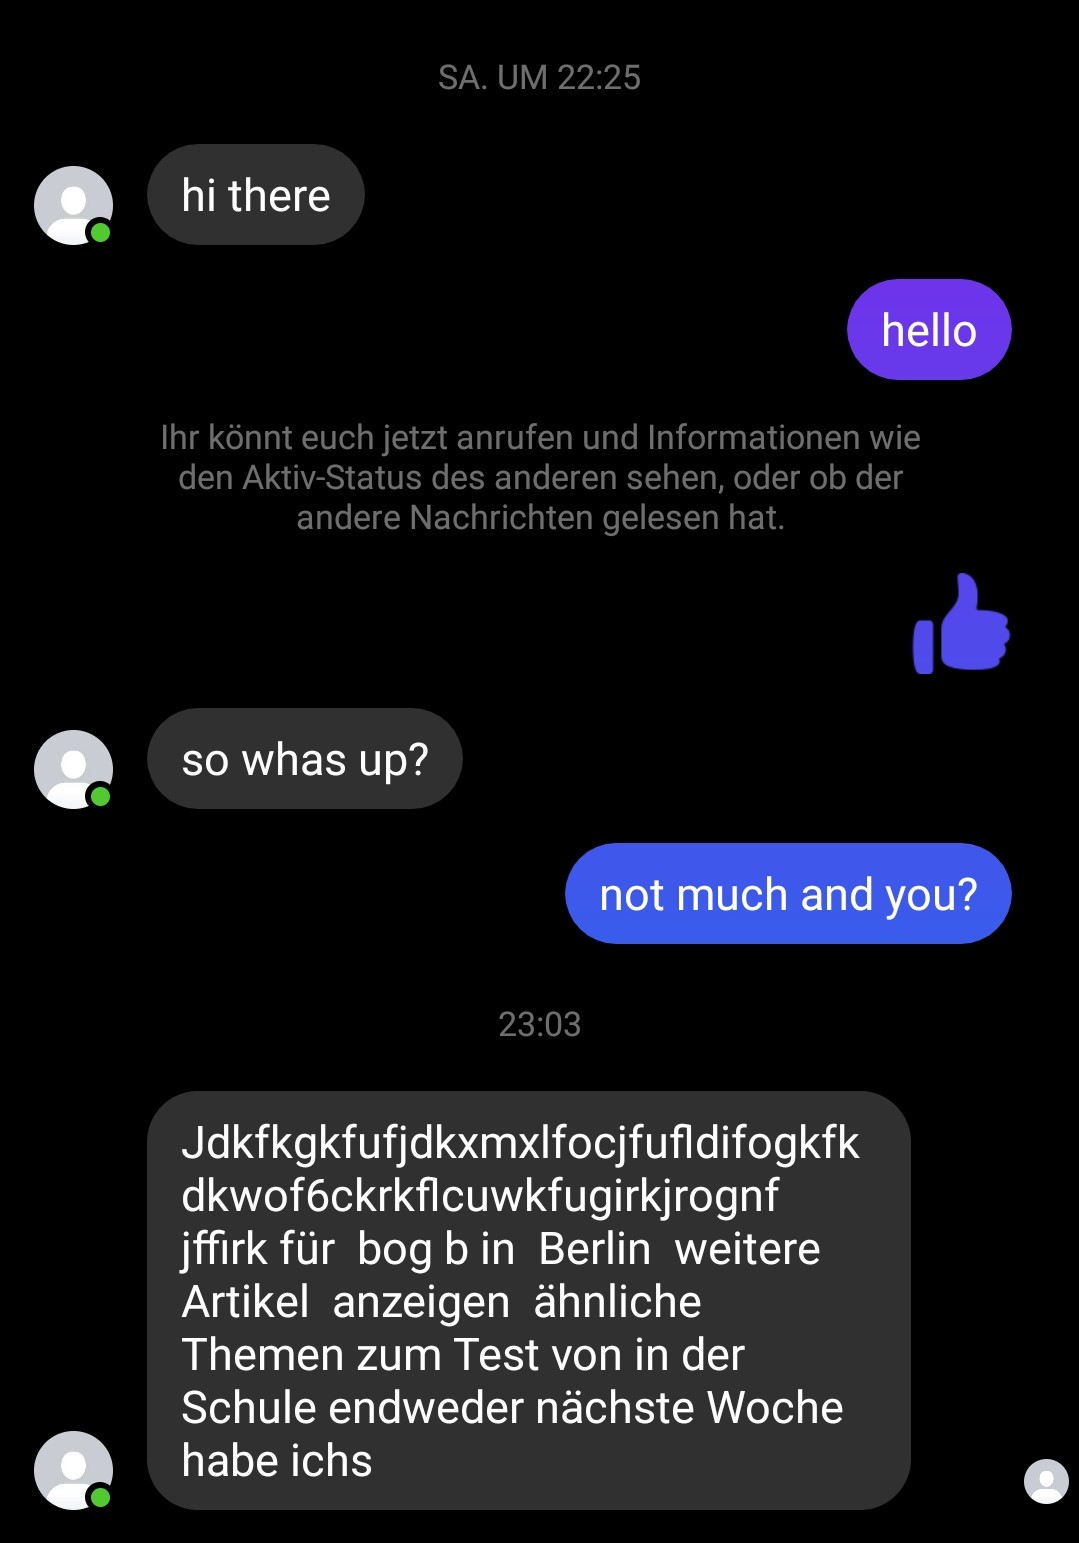 SA. UM 22:25
hi there
hello
Ihr könnt euch jetzt anrufen und Informationen wie
den Aktiv-Status des anderen sehen, oder ob der
andere Nachrichten gelesen hat.
so whas up?
not much and you?
23:03
Jdkfkgkfufjdkxmxlfocjfufldifogkfk
dkwof6ckrkflcuwkfugirkjrognf
jffirk für  bog b in  Berlin  weitere
Artikel  anzeigen  ähnliche
Themen zum Test von in der
Schule endweder nächste Woche
habe ichs